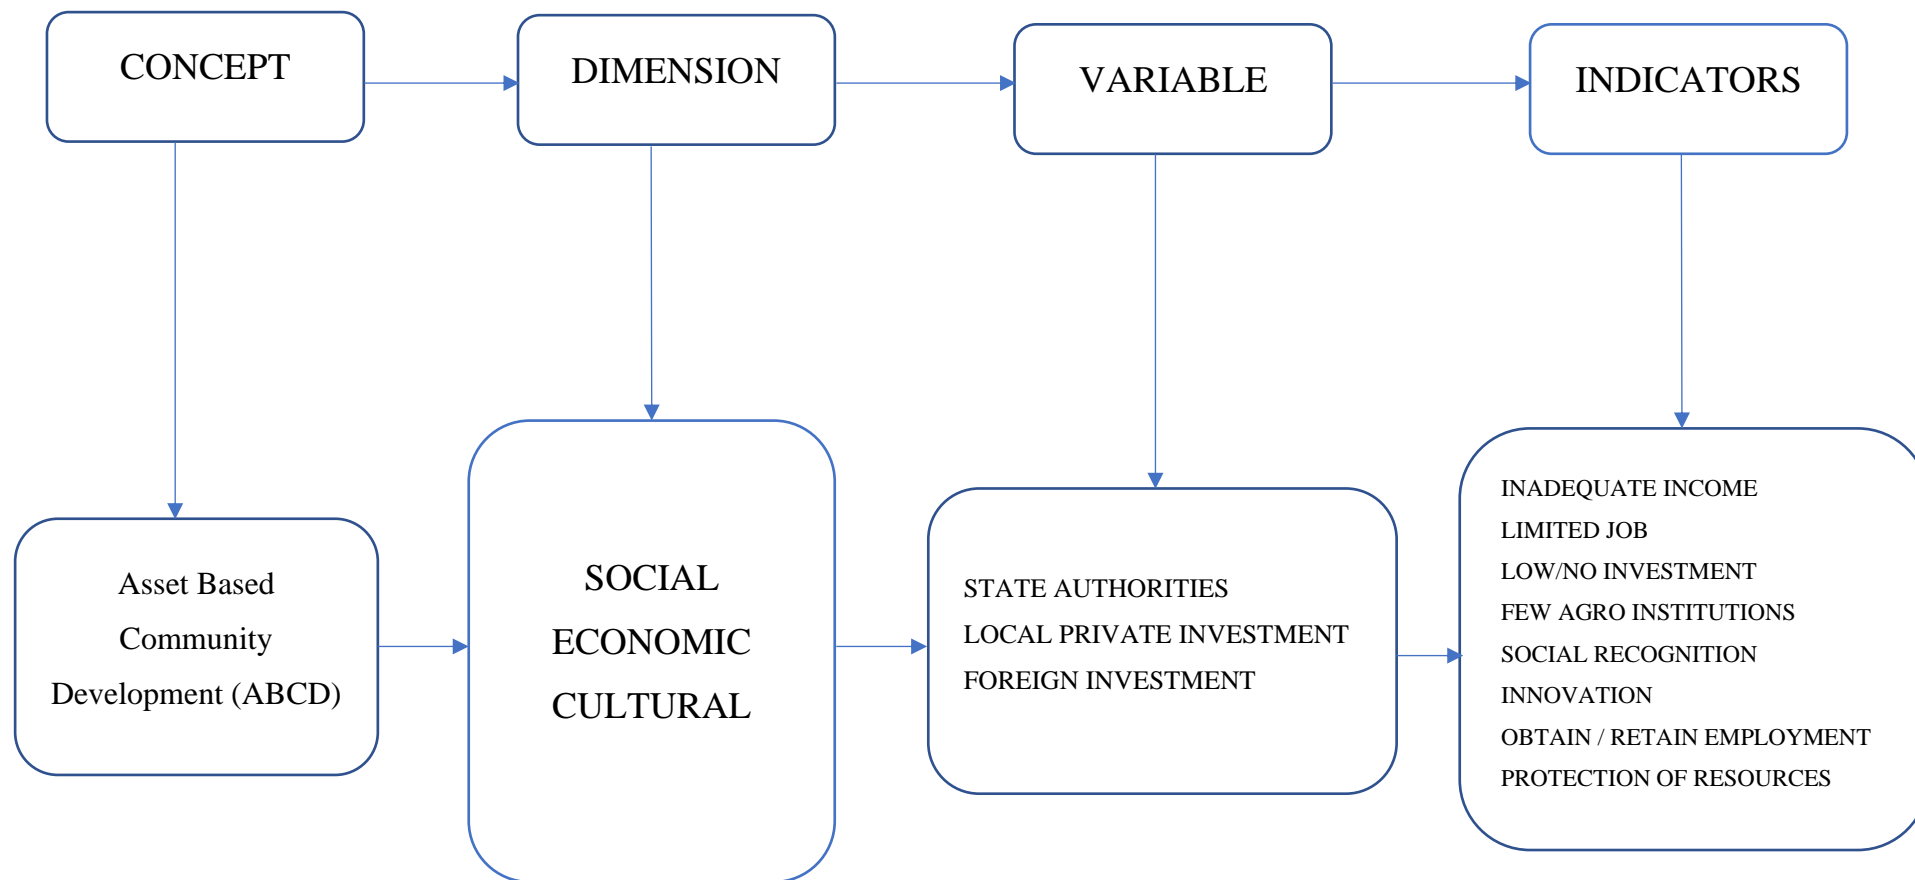 CONCEPT
DIMENSION
VARIABLE
INDICATORS
Asset Based
Community
Development (ABCD)
SOCIAL
ECONOMIC
CULTURAL
STATE AUTHORITIES
LOCAL PRIVATE INVESTMENT
FOREIGN INVESTMENT
INADEQUATE INCOME
LIMITED JOB
LOW/NO INVESTMENT
FEW AGRO INSTITUTIONS
SOCIAL RECOGNITION
INNOVATION
OBTAIN / RETAIN EMPLOYMENT
PROTECTION OF RESOURCES